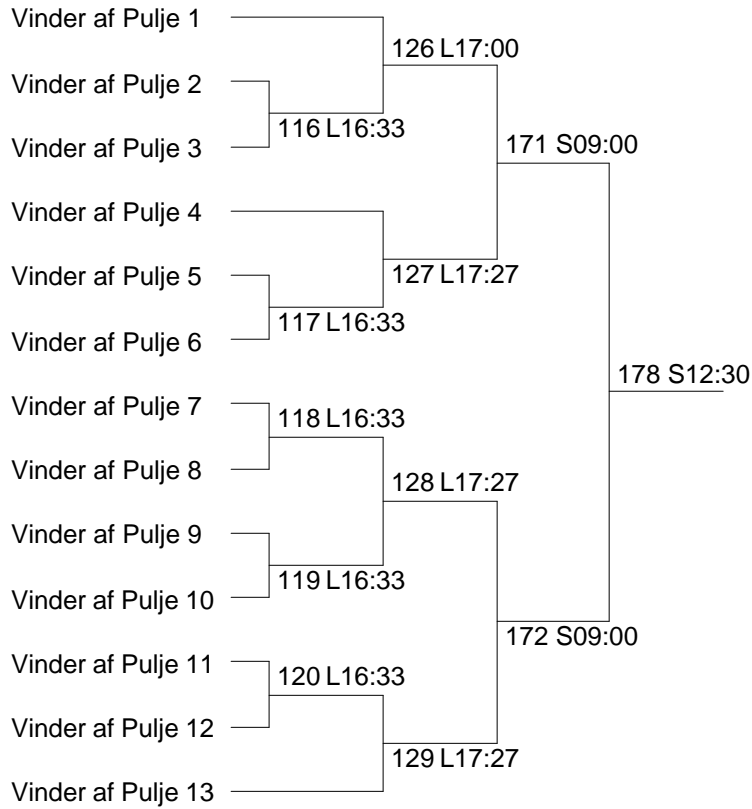 Vinder af Pulje 1
126 L17:00
Vinder af Pulje 2
116 L16:33
Vinder af Pulje 3
171 S09:00
Vinder af Pulje 4
127 L17:27
Vinder af Pulje 5
117 L16:33
Vinder af Pulje 6
178 S12:30
Vinder af Pulje 7
118 L16:33
Vinder af Pulje 8
128 L17:27
Vinder af Pulje 9
119 L16:33
Vinder af Pulje 10
172 S09:00
Vinder af Pulje 11
120 L16:33
Vinder af Pulje 12
129 L17:27
Vinder af Pulje 13